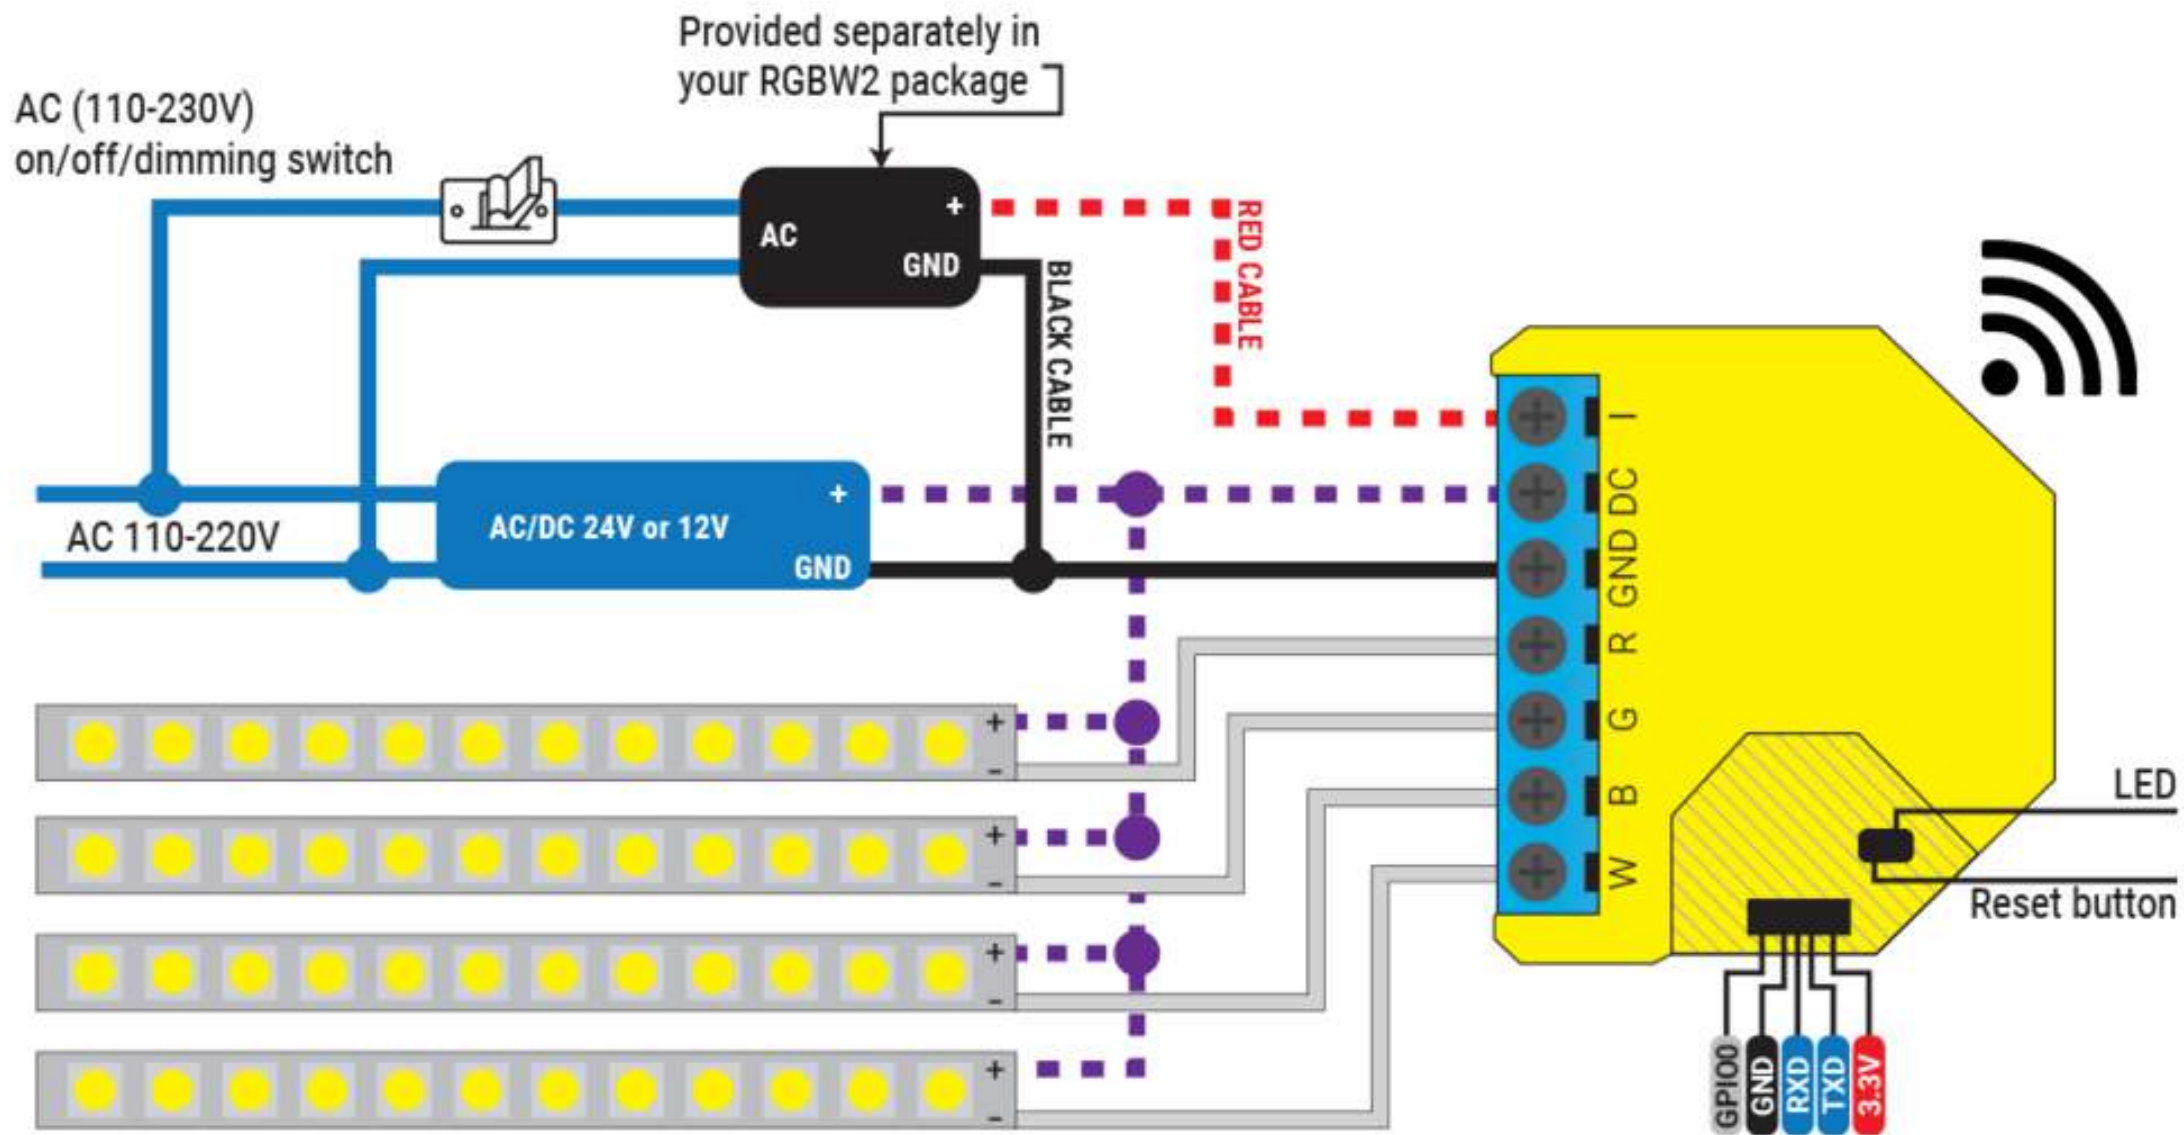 Provided separately in
your RGBW2 package
AC (110-230V)
on/off/dimming switch
AC
+
GND
RED CABLE
BLACK CABLE
AC 110-220V
AC/DC 24V or 12V
+
GND
I
DC
GND
R
G
B
W
+
-
+
-
+
-
+
-
LED
Reset button
GPIO0
GND
RXD
TXD
3.3V